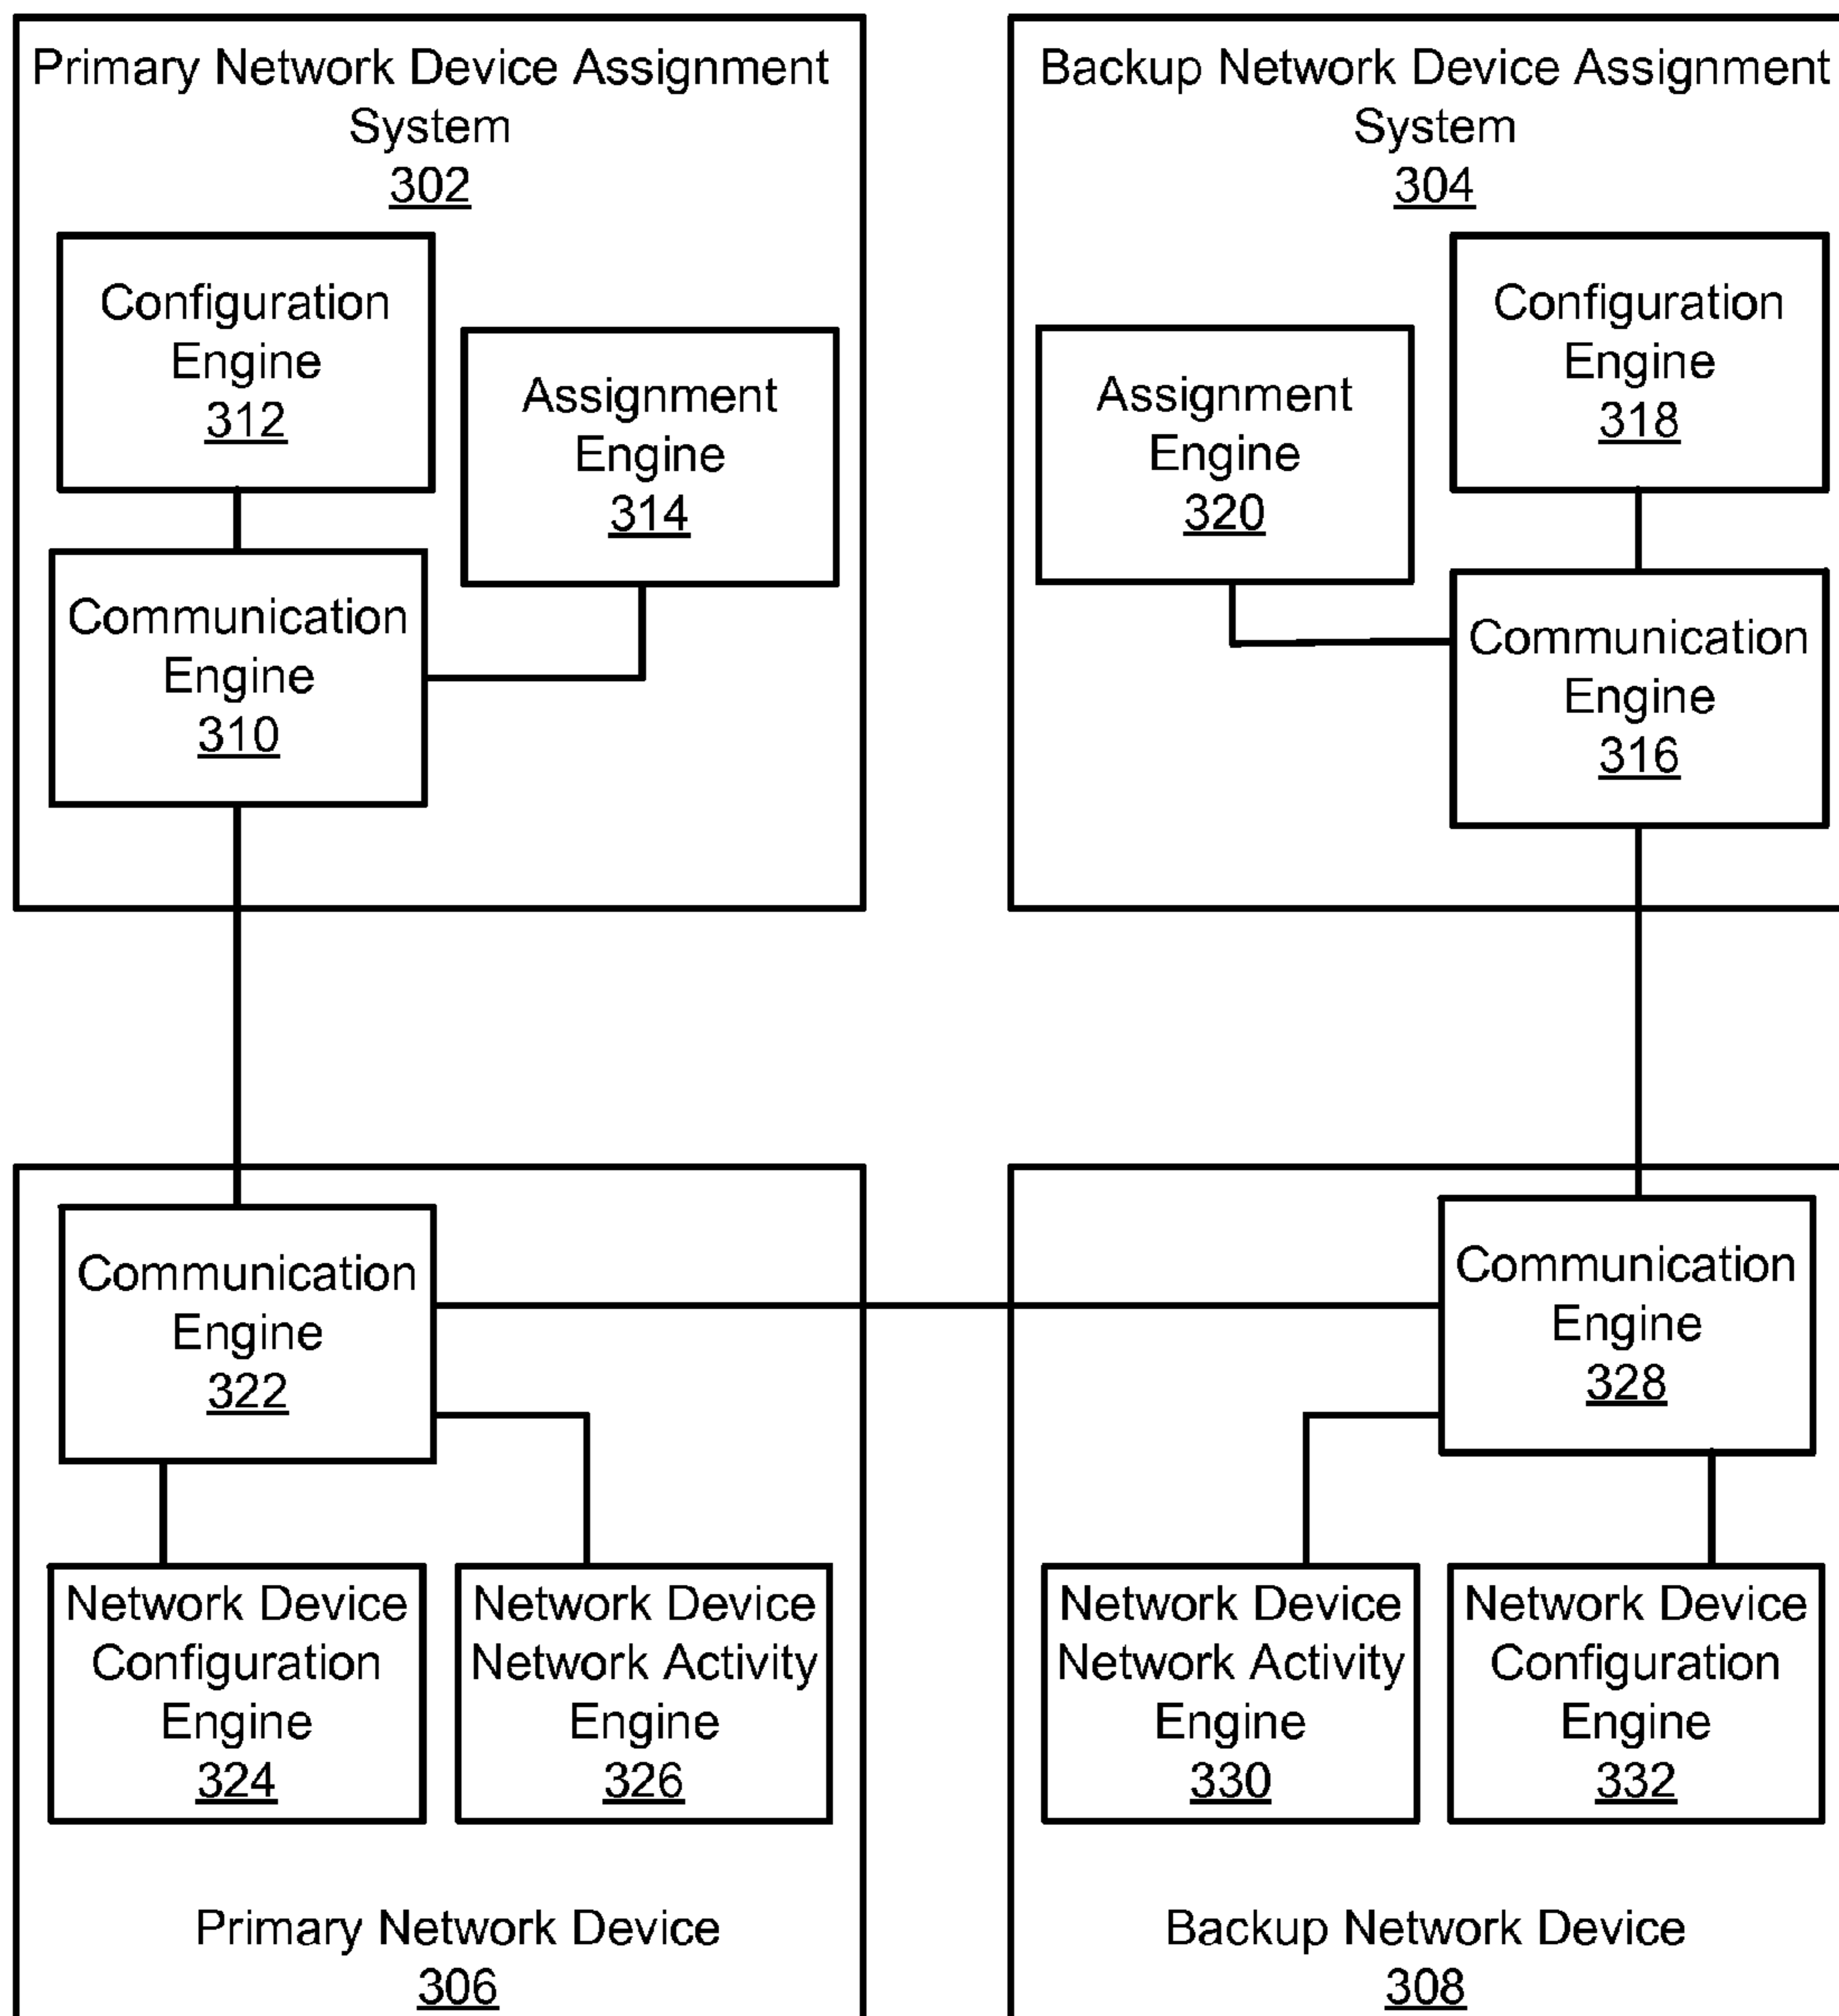 Primary Network Device Assignment
System
302
Configuration
Engine
312
Assignment
Engine
314
Communication
Engine
310
Backup Network Device Assignment
System
304
Assignment
Engine
320
Configuration
Engine
318
Communication
Engine
316
Communication
Engine
322
Network Device
Configuration
Engine
324
Network Device
Network Activity
Engine
326
Primary Network Device
306
Communication
Engine
328
Network Device
Network Activity
Engine
330
Network Device
Configuration
Engine
332
Backup Network Device
308